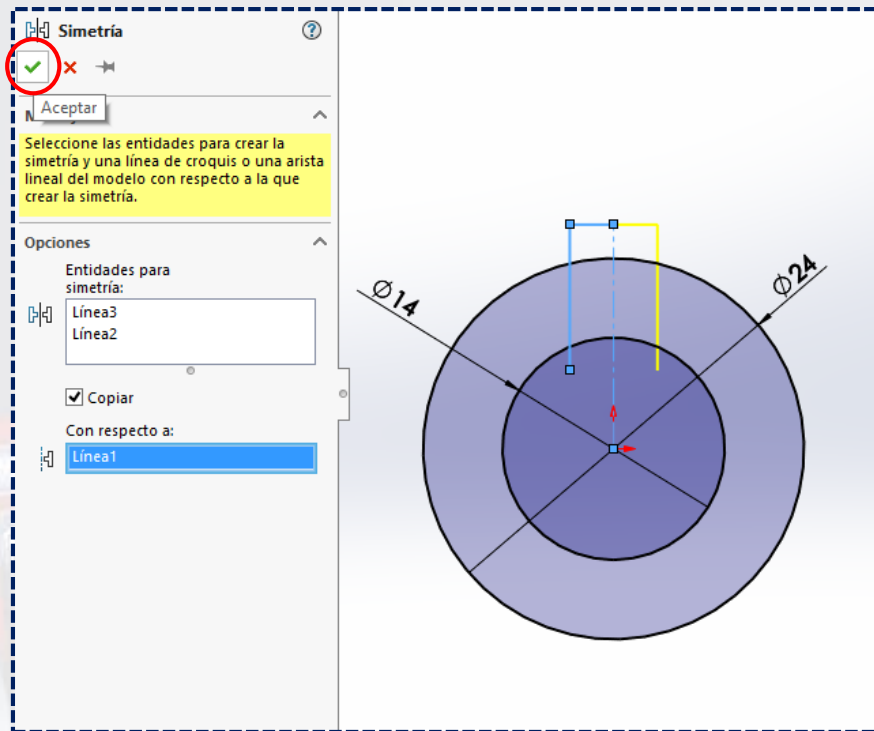 Simetría
Aceptar
Seleccione las entidades para crear la
simetría y una línea de croquis o una arista
lineal del modelo con respecto a la que
crear la simetría.
Opciones
Entidades para
simetría:
Línea3
Línea2
Copiar
Con respecto a:
Línea1
Ø14
Ø24